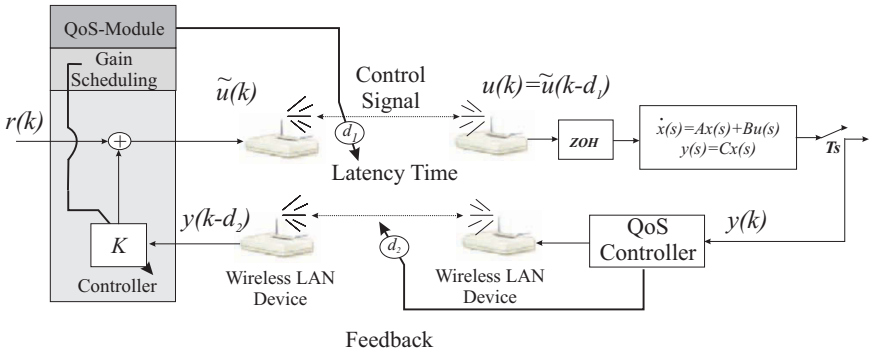 QoS-Module
Gain
Scheduling
r(k)
+
ũ(k)
Control
Signal
u(k)=ũ(k-d₁)
d₁
Latency Time
ZOH
ẋ(s)=Ax(s)+Bu(s)
y(s)=Cx(s)
Ts
y(k-d₂)
d₂
y(k)
QoS
Controller
K
Controller
Wireless LAN
Device
Wireless LAN
Device
Feedback